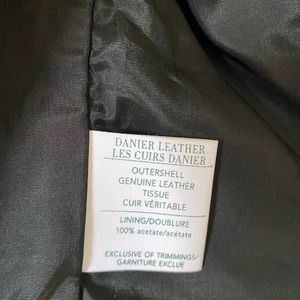 DANIER LEATHER
LES CUIRS DANIER
OUTERSHELL
GENUINE LEATHER
TISSUE
CUIR VÉRITABLE
LINING/DOUBLURE
100% acetate/acétate
EXCLUSIVE OF TRIMMINGS/
GARNITURE EXCLUE